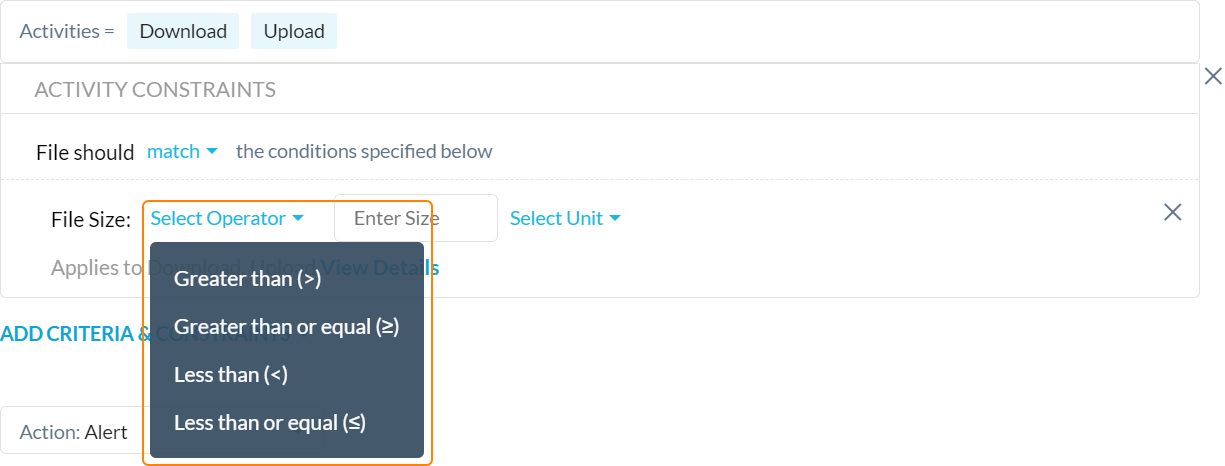 Activities = Download Upload
ACTIVITY CONSTRAINTS
File should match the conditions specified below
File Size: Select Operator Enter Size Select Unit
Applies to Download, Upload View Details
Greater than (>)
Greater than or equal (≥)
ADD CRITERIA & CONSTRAINTS
Less than (<)
Less than or equal (≤)
Action: Alert